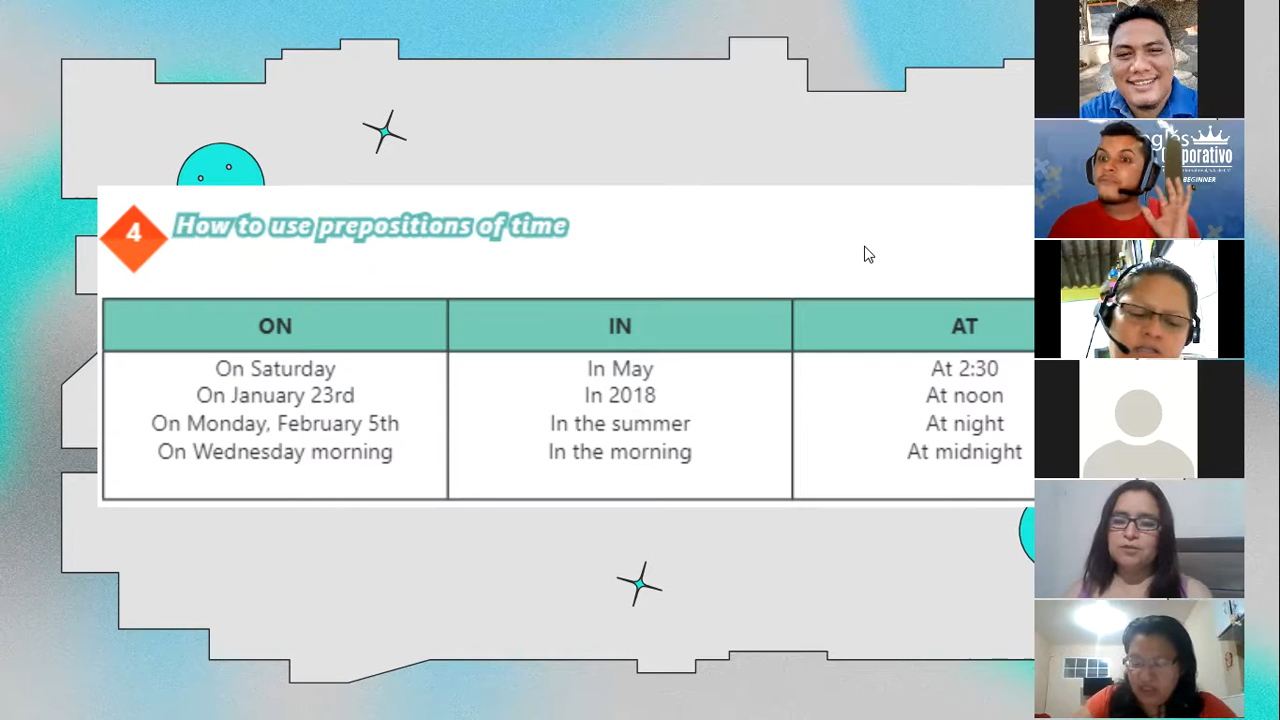 4
How to use prepositions of time
ON IN AT
On Saturday In May At 2:30
On January 23rd In 2018 At noon
On Monday, February 5th In the summer At night
On Wednesday morning In the morning At midnight
glés
porativo
BEGINNER